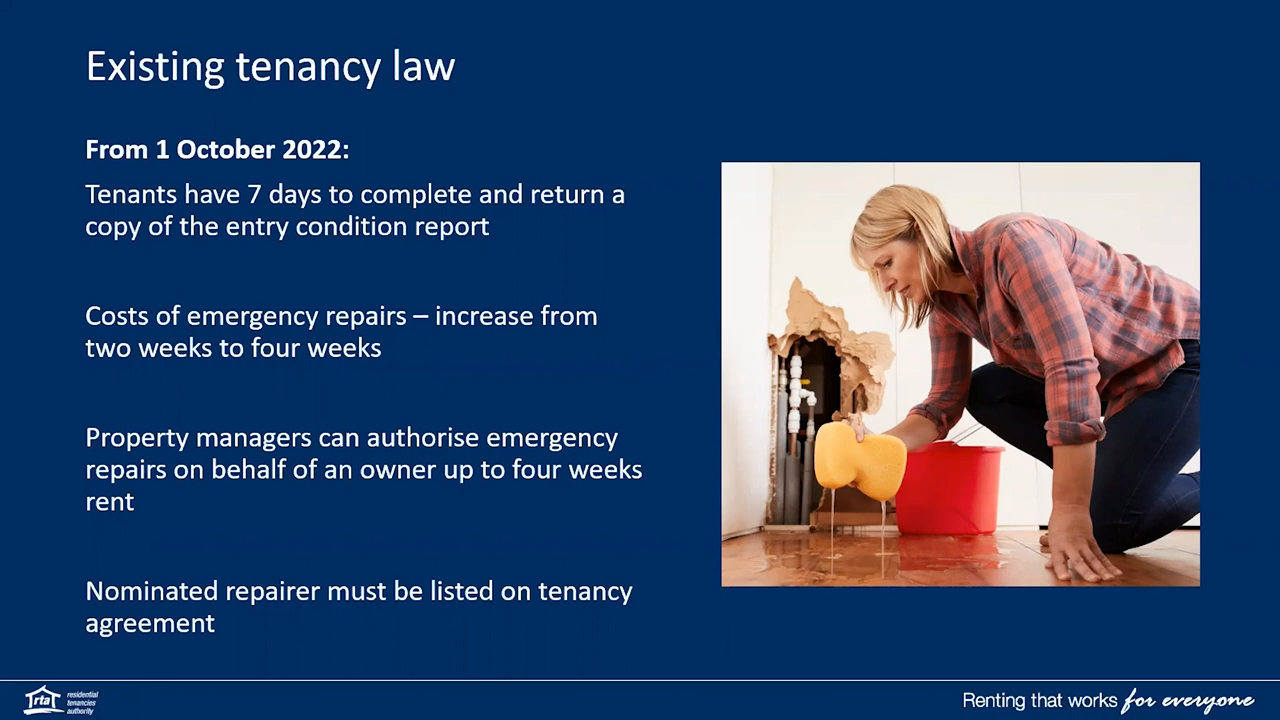 Existing tenancy law
From 1 October 2022:
Tenants have 7 days to complete and return a
copy of the entry condition report
Costs of emergency repairs – increase from
two weeks to four weeks
Property managers can authorise emergency
repairs on behalf of an owner up to four weeks
rent
Nominated repairer must be listed on tenancy
agreement
rta
residential
tenancies
authority
Renting that works for everyone